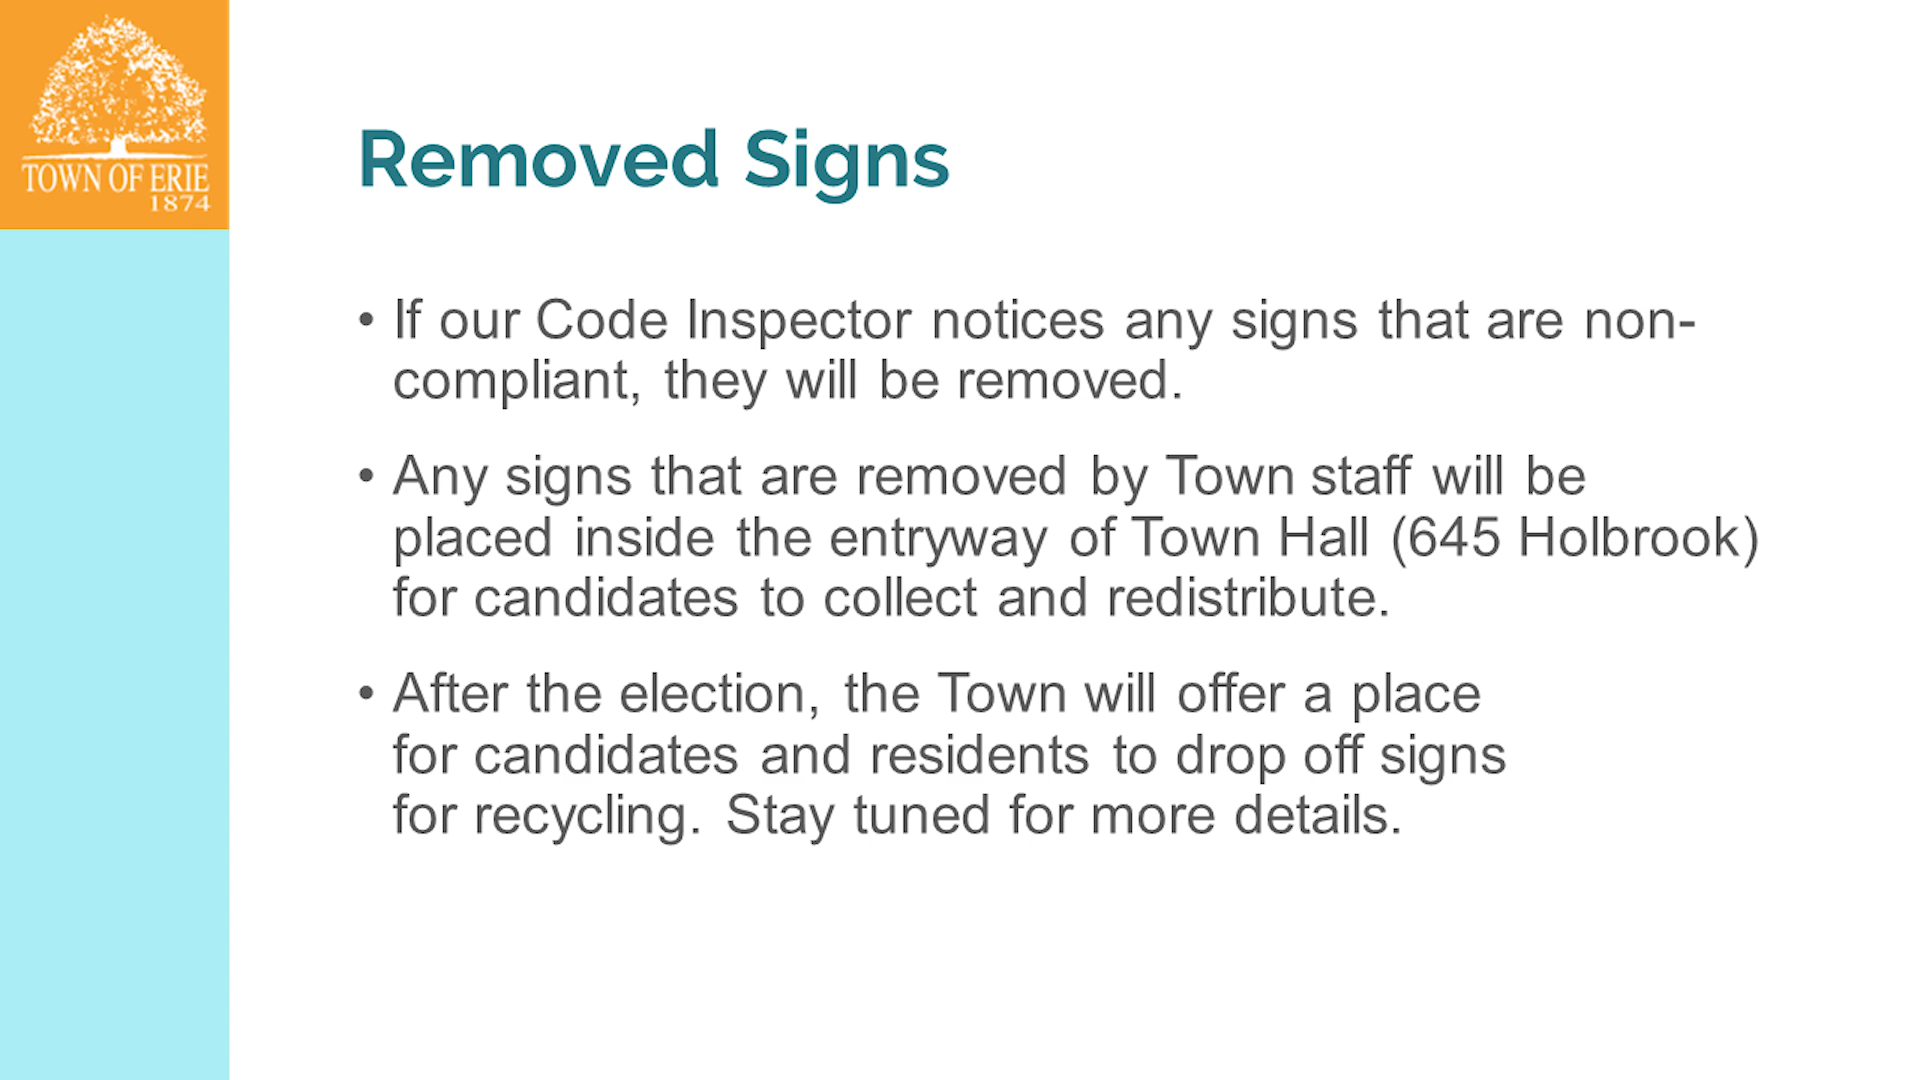 TOWN OF ERIE
1874
Removed Signs
• If our Code Inspector notices any signs that are non-
compliant, they will be removed.
• Any signs that are removed by Town staff will be
placed inside the entryway of Town Hall (645 Holbrook)
for candidates to collect and redistribute.
• After the election, the Town will offer a place
for candidates and residents to drop off signs
for recycling. Stay tuned for more details.